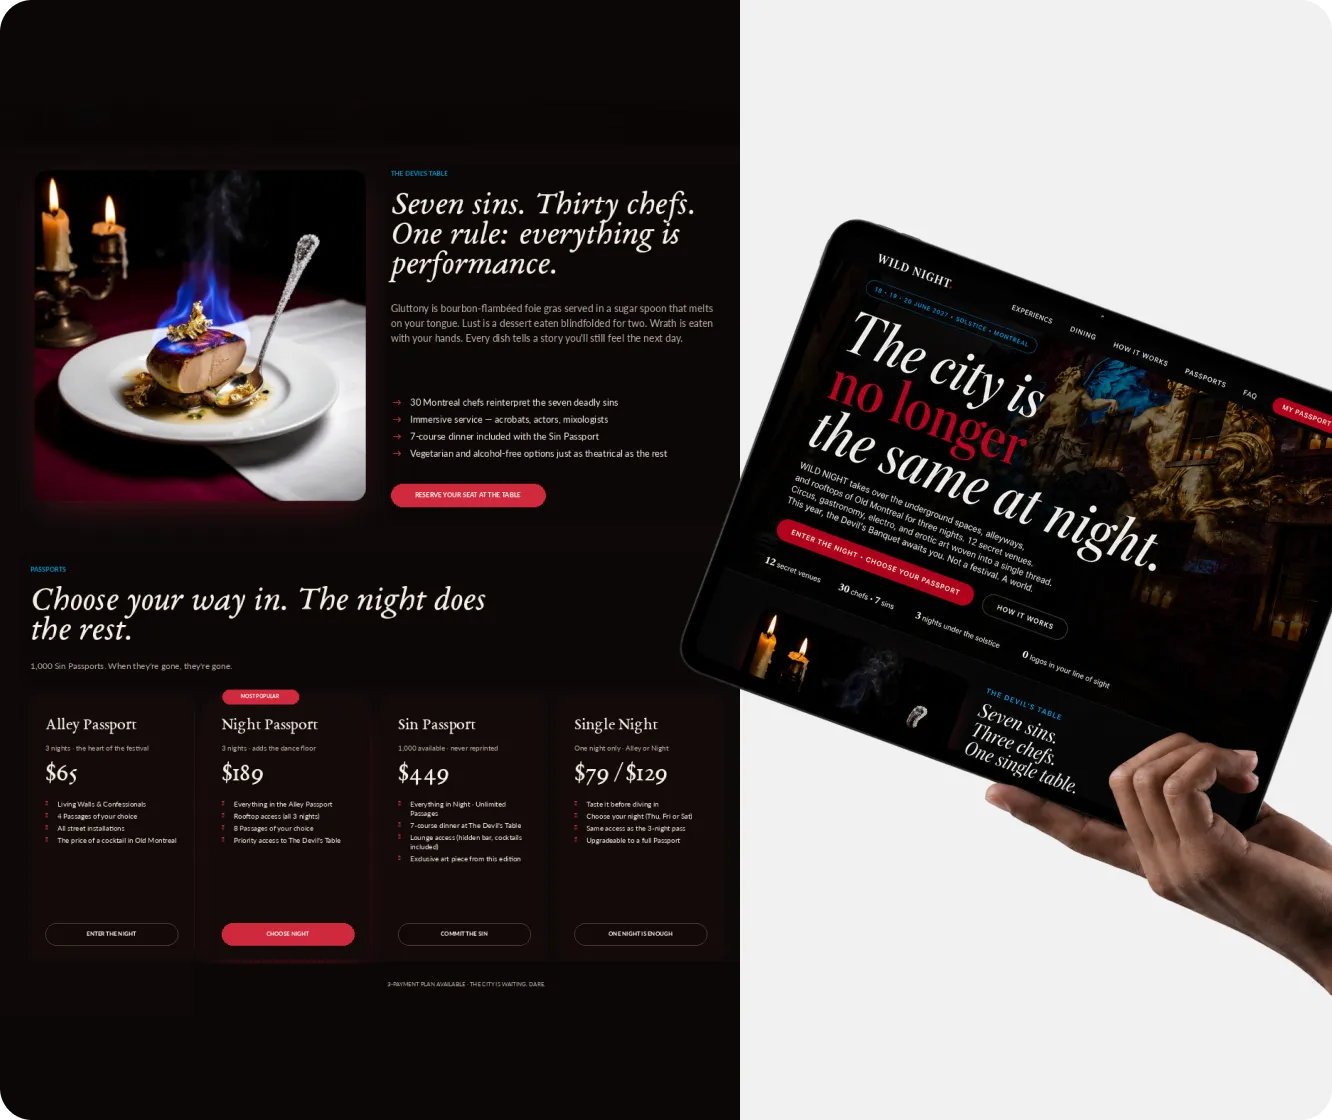 THE DEVIL'S TABLE
Seven sins. Thirty chefs.
One rule: everything is
performance.
Gluttony is bourbon-flambéed foie gras served in a sugar spoon that melts
on your tongue. Lust is a dessert eaten blindfolded for two. Wrath is eaten
with your hands. Every dish tells a story you'll still feel the next day.
→ 30 Montreal chefs reinterpret the seven deadly sins
→ Immersive service — acrobats, actors, mixologists
→ 7-course dinner included with the Sin Passport
→ Vegetarian and alcohol-free options just as theatrical as the rest
RESERVE YOUR SEAT AT THE TABLE
PASSPORTS
Choose your way in. The night does
the rest.
1,000 Sin Passports. When they're gone, they're gone.
Alley Passport
3 nights · the heart of the festival
$65
Living Walls & Confessionals
4 Passages of your choice
All street installations
The price of a cocktail in Old Montreal
ENTER THE NIGHT
MOST POPULAR
Night Passport
3 nights · adds the dance floor
$189
Everything in the Alley Passport
Rooftop access (all 3 nights)
8 Passages of your choice
Priority access to The Devil's Table
CHOOSE NIGHT
Sin Passport
1,000 available · never reprinted
$449
Everything in Night · Unlimited
Passages
7-course dinner at The Devil's Table
Lounge access (hidden bar, cocktails
included)
Exclusive art piece from this edition
COMMIT THE SIN
Single Night
One night only · Alley or Night
$79 / $129
Taste it before diving in
Choose your night (Thu, Fri or Sat)
Same access as the 3-night pass
Upgradeable to a full Passport
ONE NIGHT IS ENOUGH
3-PAYMENT PLAN AVAILABLE · THE CITY IS WAITING. DARE.
WILD NIGHT.
EXPERIENCE
DINING
HOW IT WORKS
PASSPORTS
FAQ
MY PASSPORT
18 • 19 • 20 JUNE 2027 • SOLSTICE • MONTREAL
The city is
no longer
the same at night.
WILD NIGHT takes over the underground spaces, alleyways,
and rooftops of Old Montreal for three nights. 12 secret venues.
Circus, gastronomy, electro, and erotic art woven into a single thread.
This year, the Devil's Banquet awaits you. Not a festival. A world.
ENTER THE NIGHT • CHOOSE YOUR PASSPORT
HOW IT WORKS
12 secret venues
30 chefs • 7 sins
3 nights under the solstice
0 logos in your line of sight
THE DEVIL'S TABLE
Seven sins.
Three chefs.
One single table.